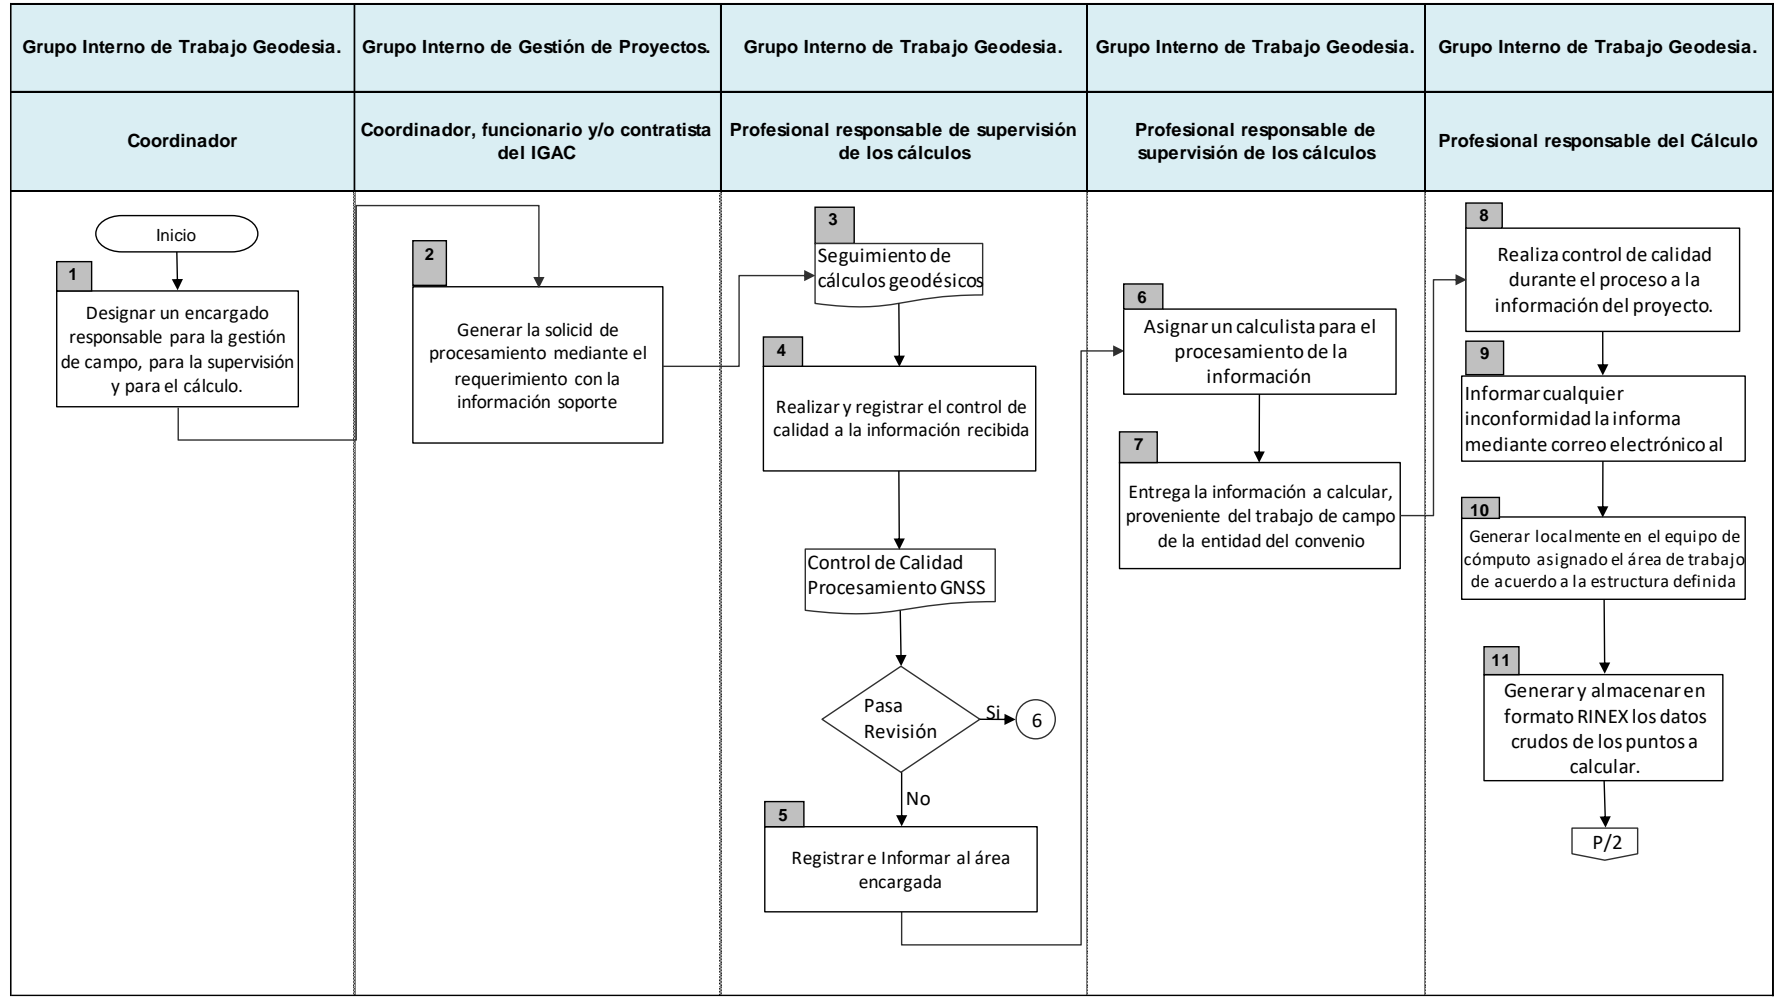 Grupo Interno de Trabajo Geodesia.
Grupo Interno de Gestión de Proyectos.
Grupo Interno de Trabajo Geodesia.
Grupo Interno de Trabajo Geodesia.
Grupo Interno de Trabajo Geodesia.
Coordinador
Coordinador, funcionario y/o contratista
del IGAC
Profesional responsable de supervisión
de los cálculos
Profesional responsable de
supervisión de los cálculos
Profesional responsable del Cálculo
Inicio
1
Designar un encargado
responsable para la gestión
de campo, para la supervisión
y para el cálculo.
2
Generar la solicid de
procesamiento mediante el
requerimiento con la
información soporte
3
Seguimiento de
cálculos geodésicos
4
Realizar y registrar el control de
calidad a la información recibida
Control de Calidad
Procesamiento GNSS
Pasa
Revisión
Si
6
No
5
Registrar e Informar al área
encargada
6
Asignar un calculista para el
procesamiento de la
información
7
Entrega la información a calcular,
proveniente del trabajo de campo
de la entidad del convenio
8
Realiza control de calidad
durante el proceso a la
información del proyecto.
9
Informar cualquier
inconformidad la informa
mediante correo electrónico al
10
Generar localmente en el equipo de
cómputo asignado el área de trabajo
de acuerdo a la estructura definida
11
Generar y almacenar en
formato RINEX los datos
crudos de los puntos a
calcular.
P/2